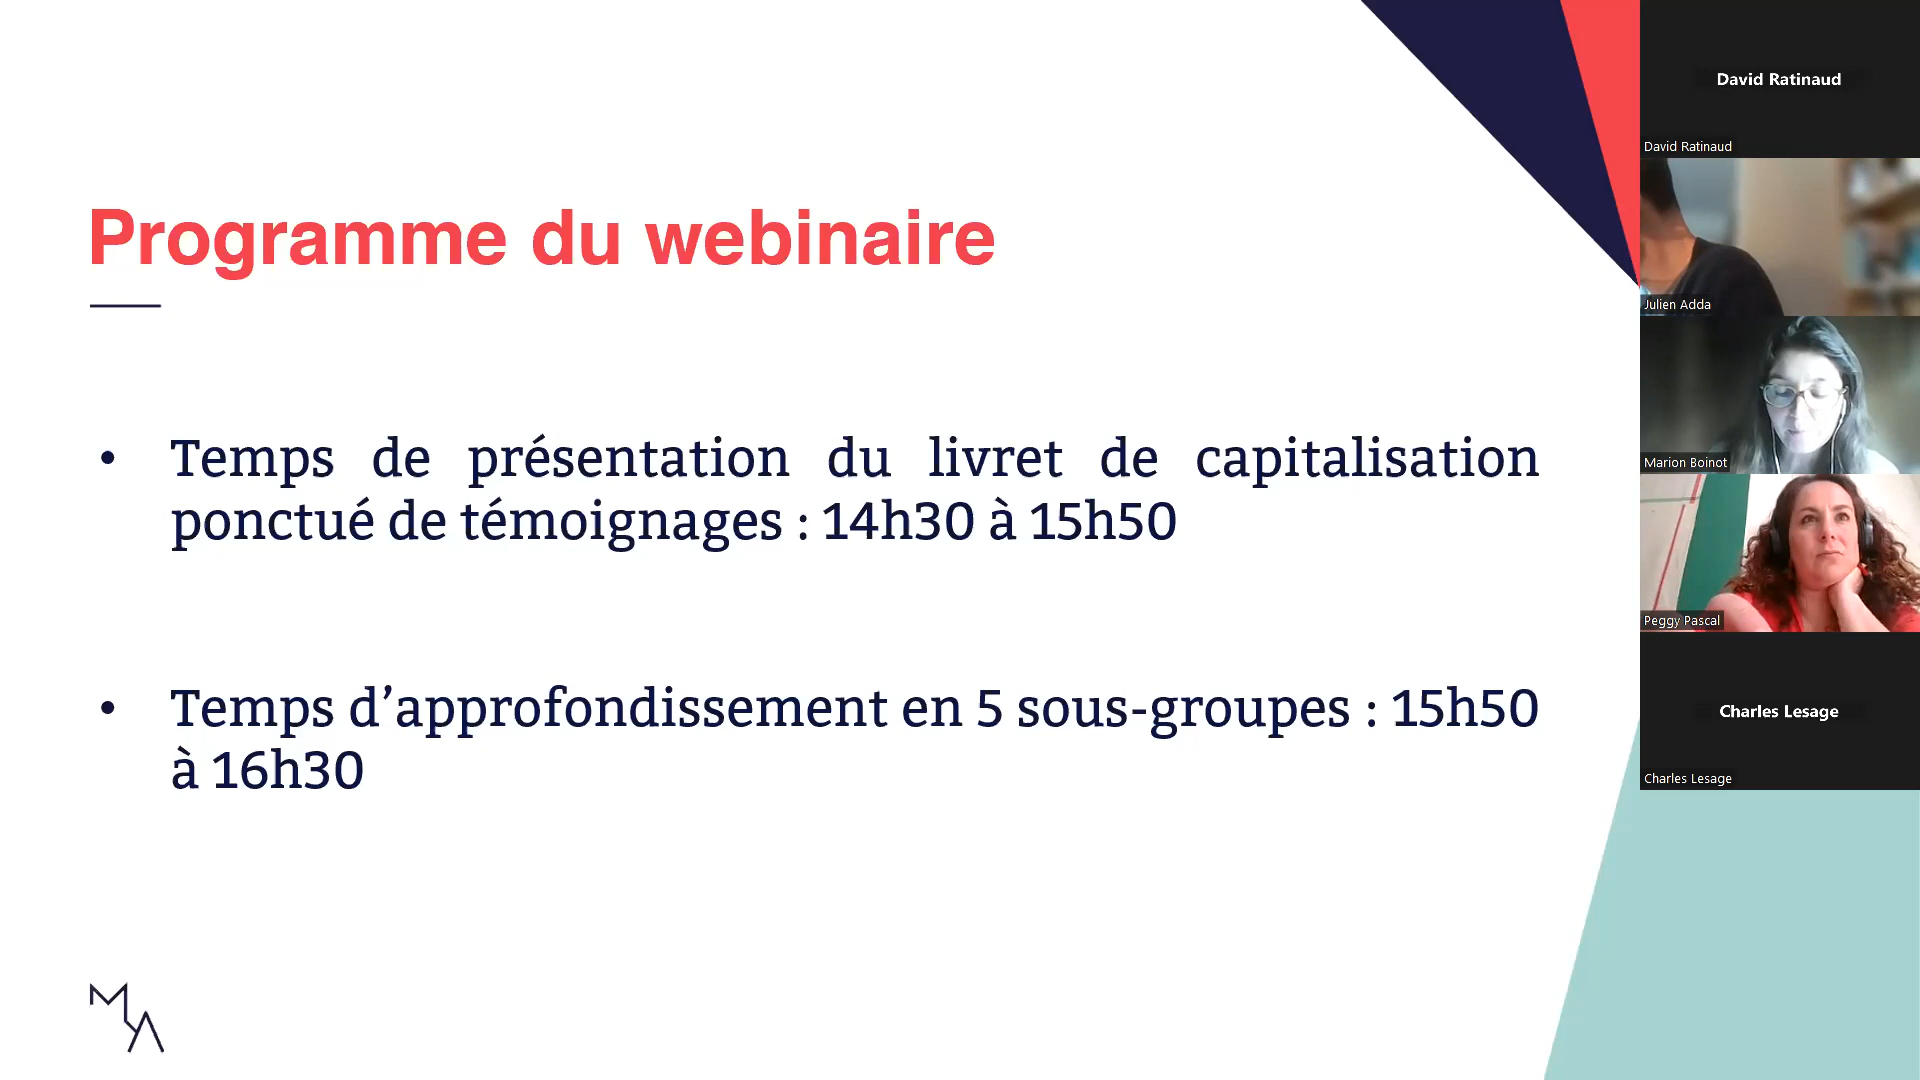 Programme du webinaire
• Temps de présentation du livret de capitalisation
ponctué de témoignages : 14h30 à 15h50
• Temps d’approfondissement en 5 sous-groupes : 15h50
à 16h30
MA
David Ratinaud
David Ratinaud
Julien Adda
Marion Boinot
Peggy Pascal
Charles Lesage
Charles Lesage